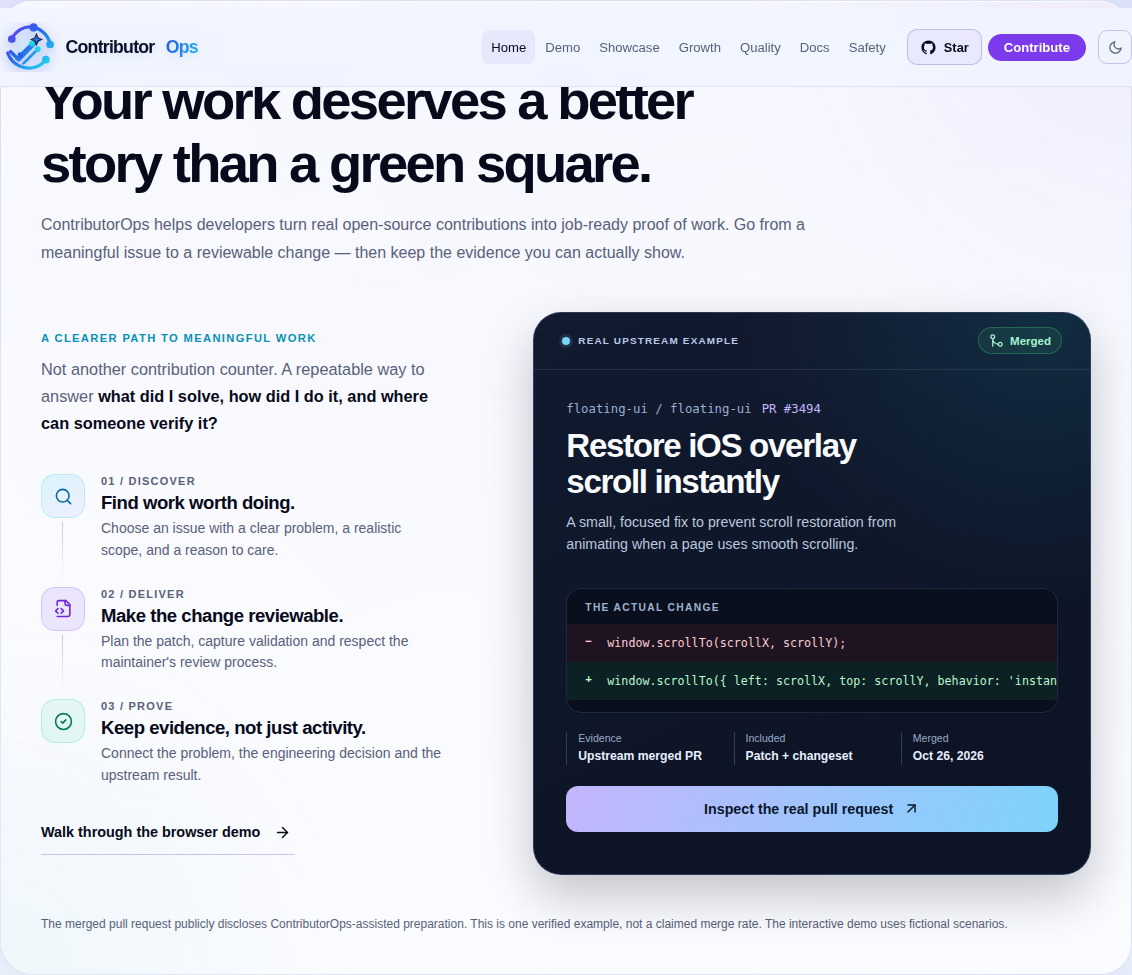 Contributor Ops
Home Demo Showcase Growth Quality Docs Safety Star Contribute
Your work deserves a better
story than a green square.
ContributorOps helps developers turn real open-source contributions into job-ready proof of work. Go from a
meaningful issue to a reviewable change — then keep the evidence you can actually show.
A CLEARER PATH TO MEANINGFUL WORK
Not another contribution counter. A repeatable way to
answer what did I solve, how did I do it, and where
can someone verify it?
01 / DISCOVER
Find work worth doing.
Choose an issue with a clear problem, a realistic
scope, and a reason to care.
02 / DELIVER
Make the change reviewable.
Plan the patch, capture validation and respect the
maintainer's review process.
03 / PROVE
Keep evidence, not just activity.
Connect the problem, the engineering decision and the
upstream result.
Walk through the browser demo
REAL UPSTREAM EXAMPLE
Merged
floating-ui / floating-ui PR #3494
Restore iOS overlay
scroll instantly
A small, focused fix to prevent scroll restoration from
animating when a page uses smooth scrolling.
THE ACTUAL CHANGE
− window.scrollTo(scrollX, scrollY);
+ window.scrollTo({ left: scrollX, top: scrollY, behavior: 'instan
Evidence
Upstream merged PR
Included
Patch + changeset
Merged
Oct 26, 2026
Inspect the real pull request
The merged pull request publicly discloses ContributorOps-assisted preparation. This is one verified example, not a claimed merge rate. The interactive demo uses fictional scenarios.